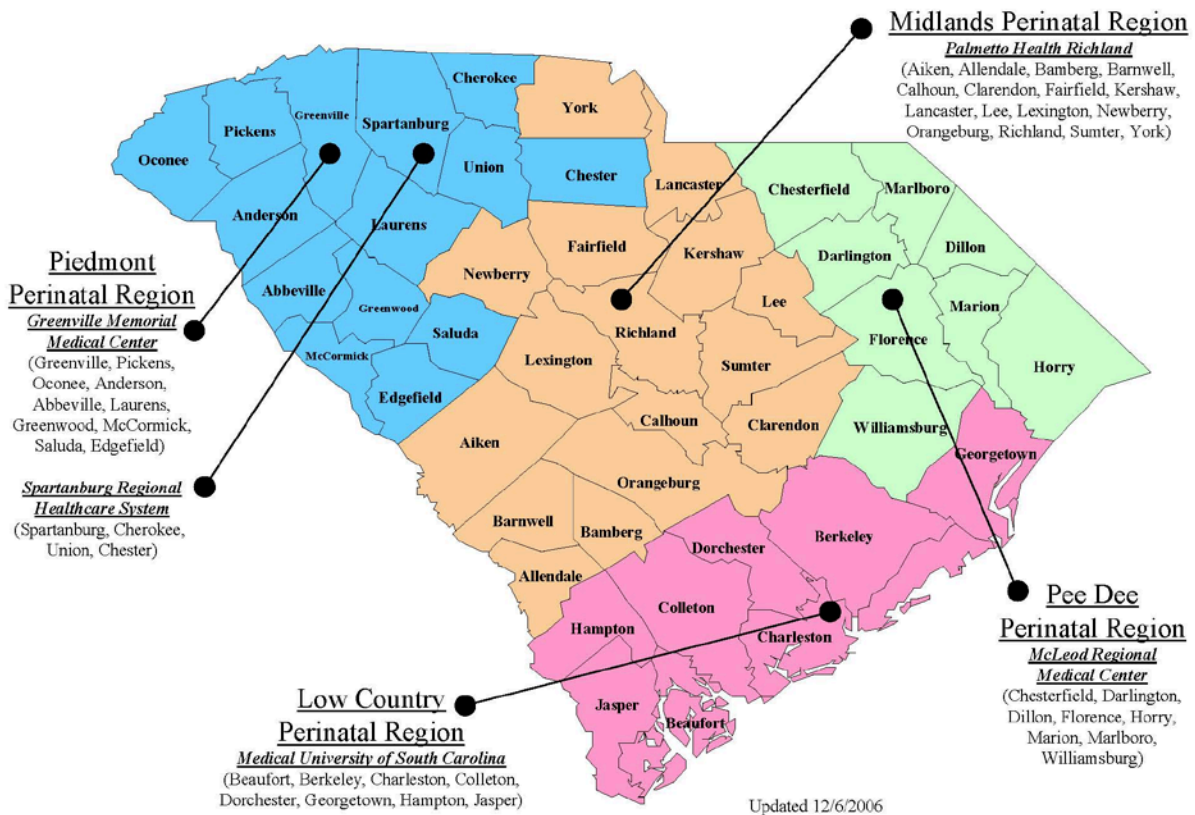 Midlands Perinatal Region
Palmetto Health Richland
(Aiken, Allendale, Bamberg, Barnwell,
Calhoun, Clarendon, Fairfield, Kershaw,
Lancaster, Lee, Lexington, Newberry,
Orangeburg, Richland, Sumter, York)
Cherokee
York
Greenville
Spartanburg
Pickens
Oconee
Union
Chester
Lancaster
Chesterfield
Marlboro
Anderson
Laurens
Fairfield
Kershaw
Darlington
Dillon
Newberry
Abbeville
Greenwood
Lee
Marion
Saluda
Richland
Florence
McCormick
Lexington
Sumter
Horry
Edgefield
Calhoun
Clarendon
Williamsburg
Aiken
Georgetown
Orangeburg
Barnwell
Bamberg
Berkeley
Dorchester
Allendale
Colleton
Hampton
Charleston
Jasper
Beaufort
Piedmont
Perinatal Region
Greenville Memorial
Medical Center
(Greenville, Pickens,
Oconee, Anderson,
Abbeville, Laurens,
Greenwood, McCormick,
Saluda, Edgefield)
Spartanburg Regional
Healthcare System
(Spartanburg, Cherokee,
Union, Chester)
Low Country
Perinatal Region
Medical University of South Carolina
(Beaufort, Berkeley, Charleston, Colleton,
Dorchester, Georgetown, Hampton, Jasper)
Pee Dee
Perinatal Region
McLeod Regional
Medical Center
(Chesterfield, Darlington,
Dillon, Florence, Horry,
Marion, Marlboro,
Williamsburg)
Updated 12/6/2006